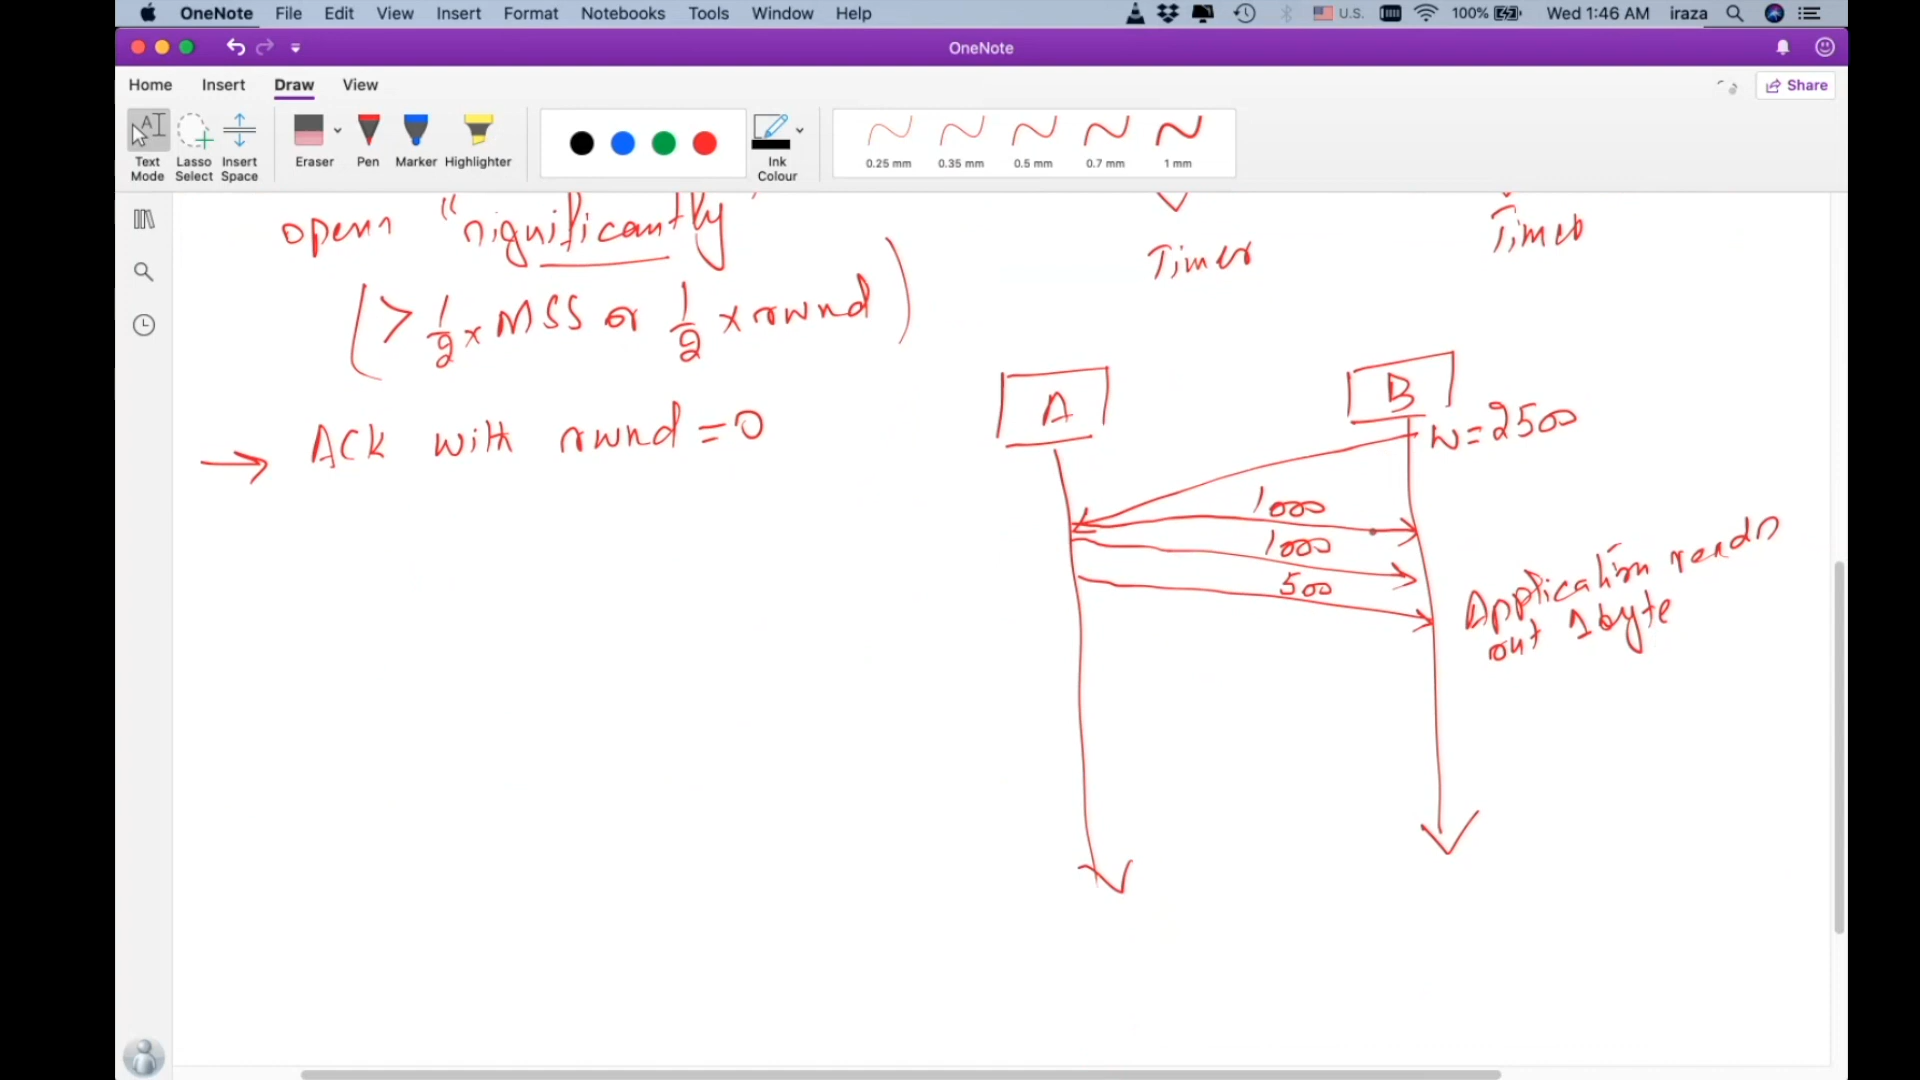 OneNote File Edit View Insert Format Notebooks Tools Window Help U.S. 100% Wed 1:46 AM iraza
OneNote
Home Insert Draw View Share
Text Mode
Lasso Select
Insert Space
Eraser
Pen
Marker
Highlighter
Ink Colour
0.25 mm 0.35 mm 0.5 mm 0.7 mm 1 mm
opens "significantly"
(> 1/2 x MSS or 1/2 x rwnd)
→ ACK with rwnd = 0
Timer
Timer
A
B
W=2500
1000
1000
500
Application reads
out 1 byte